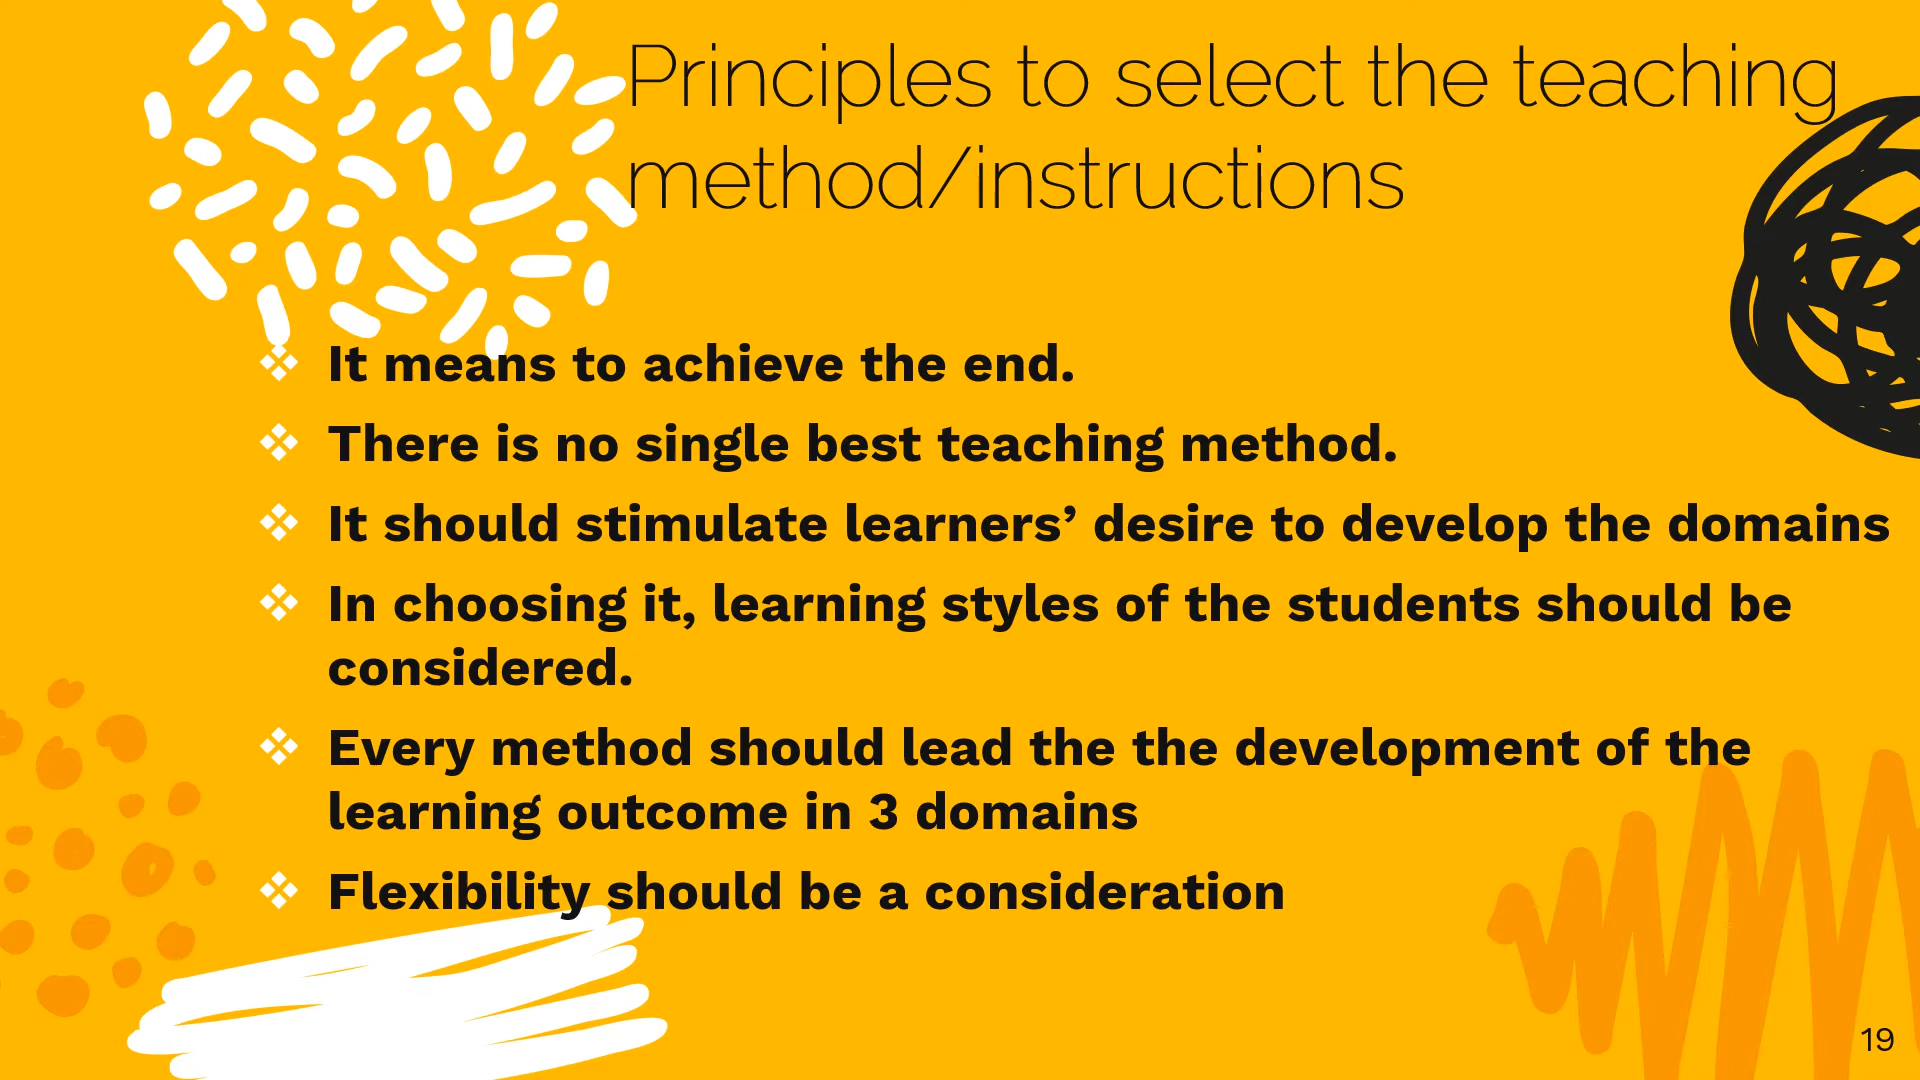 Principles to select the teaching
method/instructions
❖ It means to achieve the end.
❖ There is no single best teaching method.
❖ It should stimulate learners’ desire to develop the domains
❖ In choosing it, learning styles of the students should be
considered.
❖ Every method should lead the the development of the
learning outcome in 3 domains
❖ Flexibility should be a consideration
19